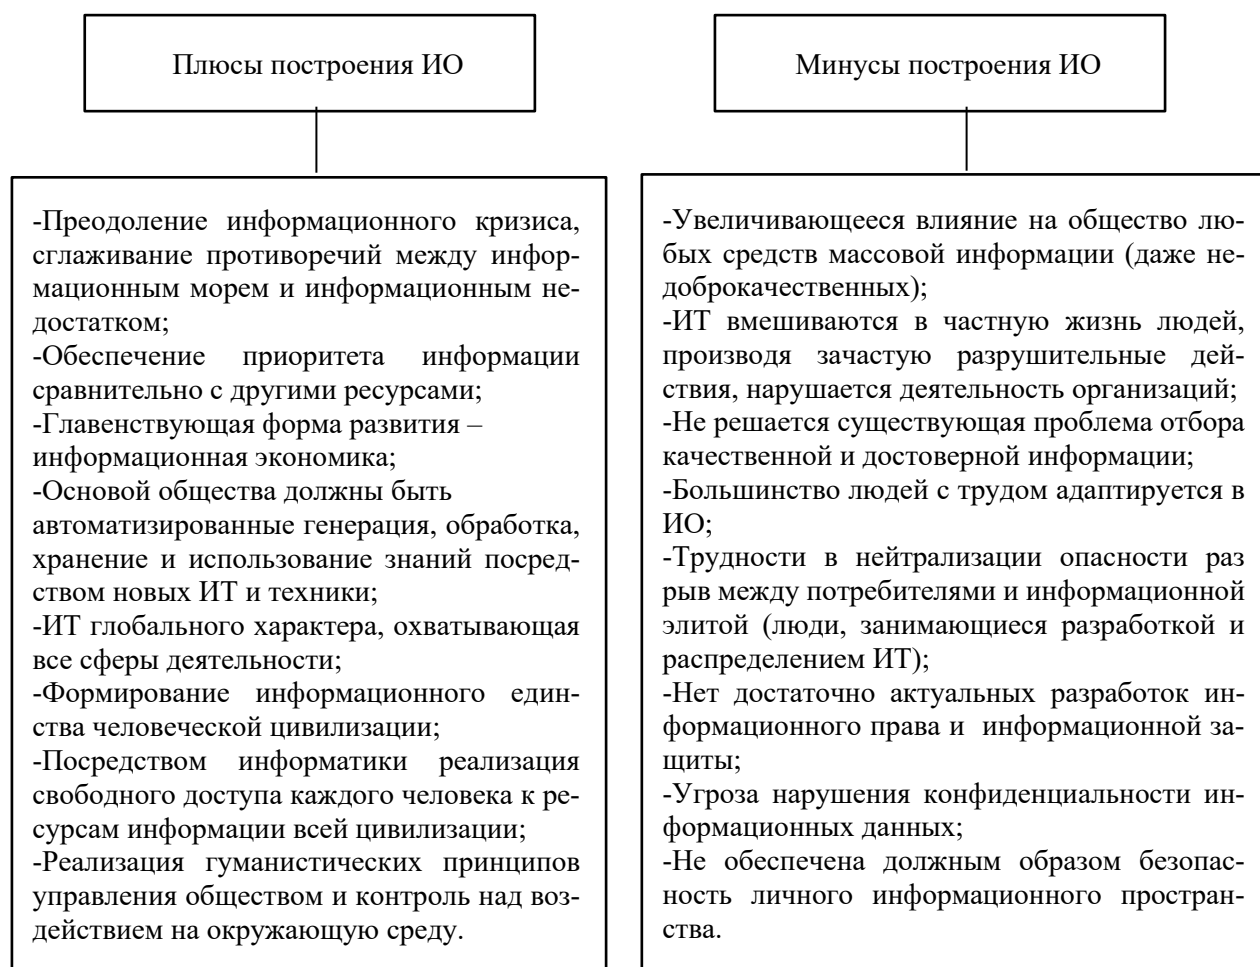 Плюсы построения ИО
-Преодоление информационного кризиса,
сглаживание противоречий между инфор-
мационным морем и информационным не-
достатком;
-Обеспечение приоритета информации
сравнительно с другими ресурсами;
-Главенствующая форма развития –
информационная экономика;
-Основой общества должны быть
автоматизированные генерация, обработка,
хранение и использование знаний посред-
ством новых ИТ и техники;
-ИТ глобального характера, охватывающая
все сферы деятельности;
-Формирование информационного един-
ства человеческой цивилизации;
-Посредством информатики реализация
свободного доступа каждого человека к ре-
сурсам информации всей цивилизации;
-Реализация гуманистических принципов
управления обществом и контроль над воз-
действием на окружающую среду.
Минусы построения ИО
-Увеличивающееся влияние на общество лю-
бых средств массовой информации (даже не-
доброкачественных);
-ИТ вмешиваются в частную жизнь людей,
производя зачастую разрушительные дей-
ствия, нарушается деятельность организаций;
-Не решается существующая проблема отбора
качественной и достоверной информации;
-Большинство людей с трудом адаптируется в
ИО;
-Трудности в нейтрализации опасности раз
рыв между потребителями и информационной
элитой (люди, занимающиеся разработкой и
распределением ИТ);
-Нет достаточно актуальных разработок ин-
формационного права и информационной за-
щиты;
-Угроза нарушения конфиденциальности ин-
формационных данных;
-Не обеспечена должным образом безопас-
ность личного информационного простран-
ства.